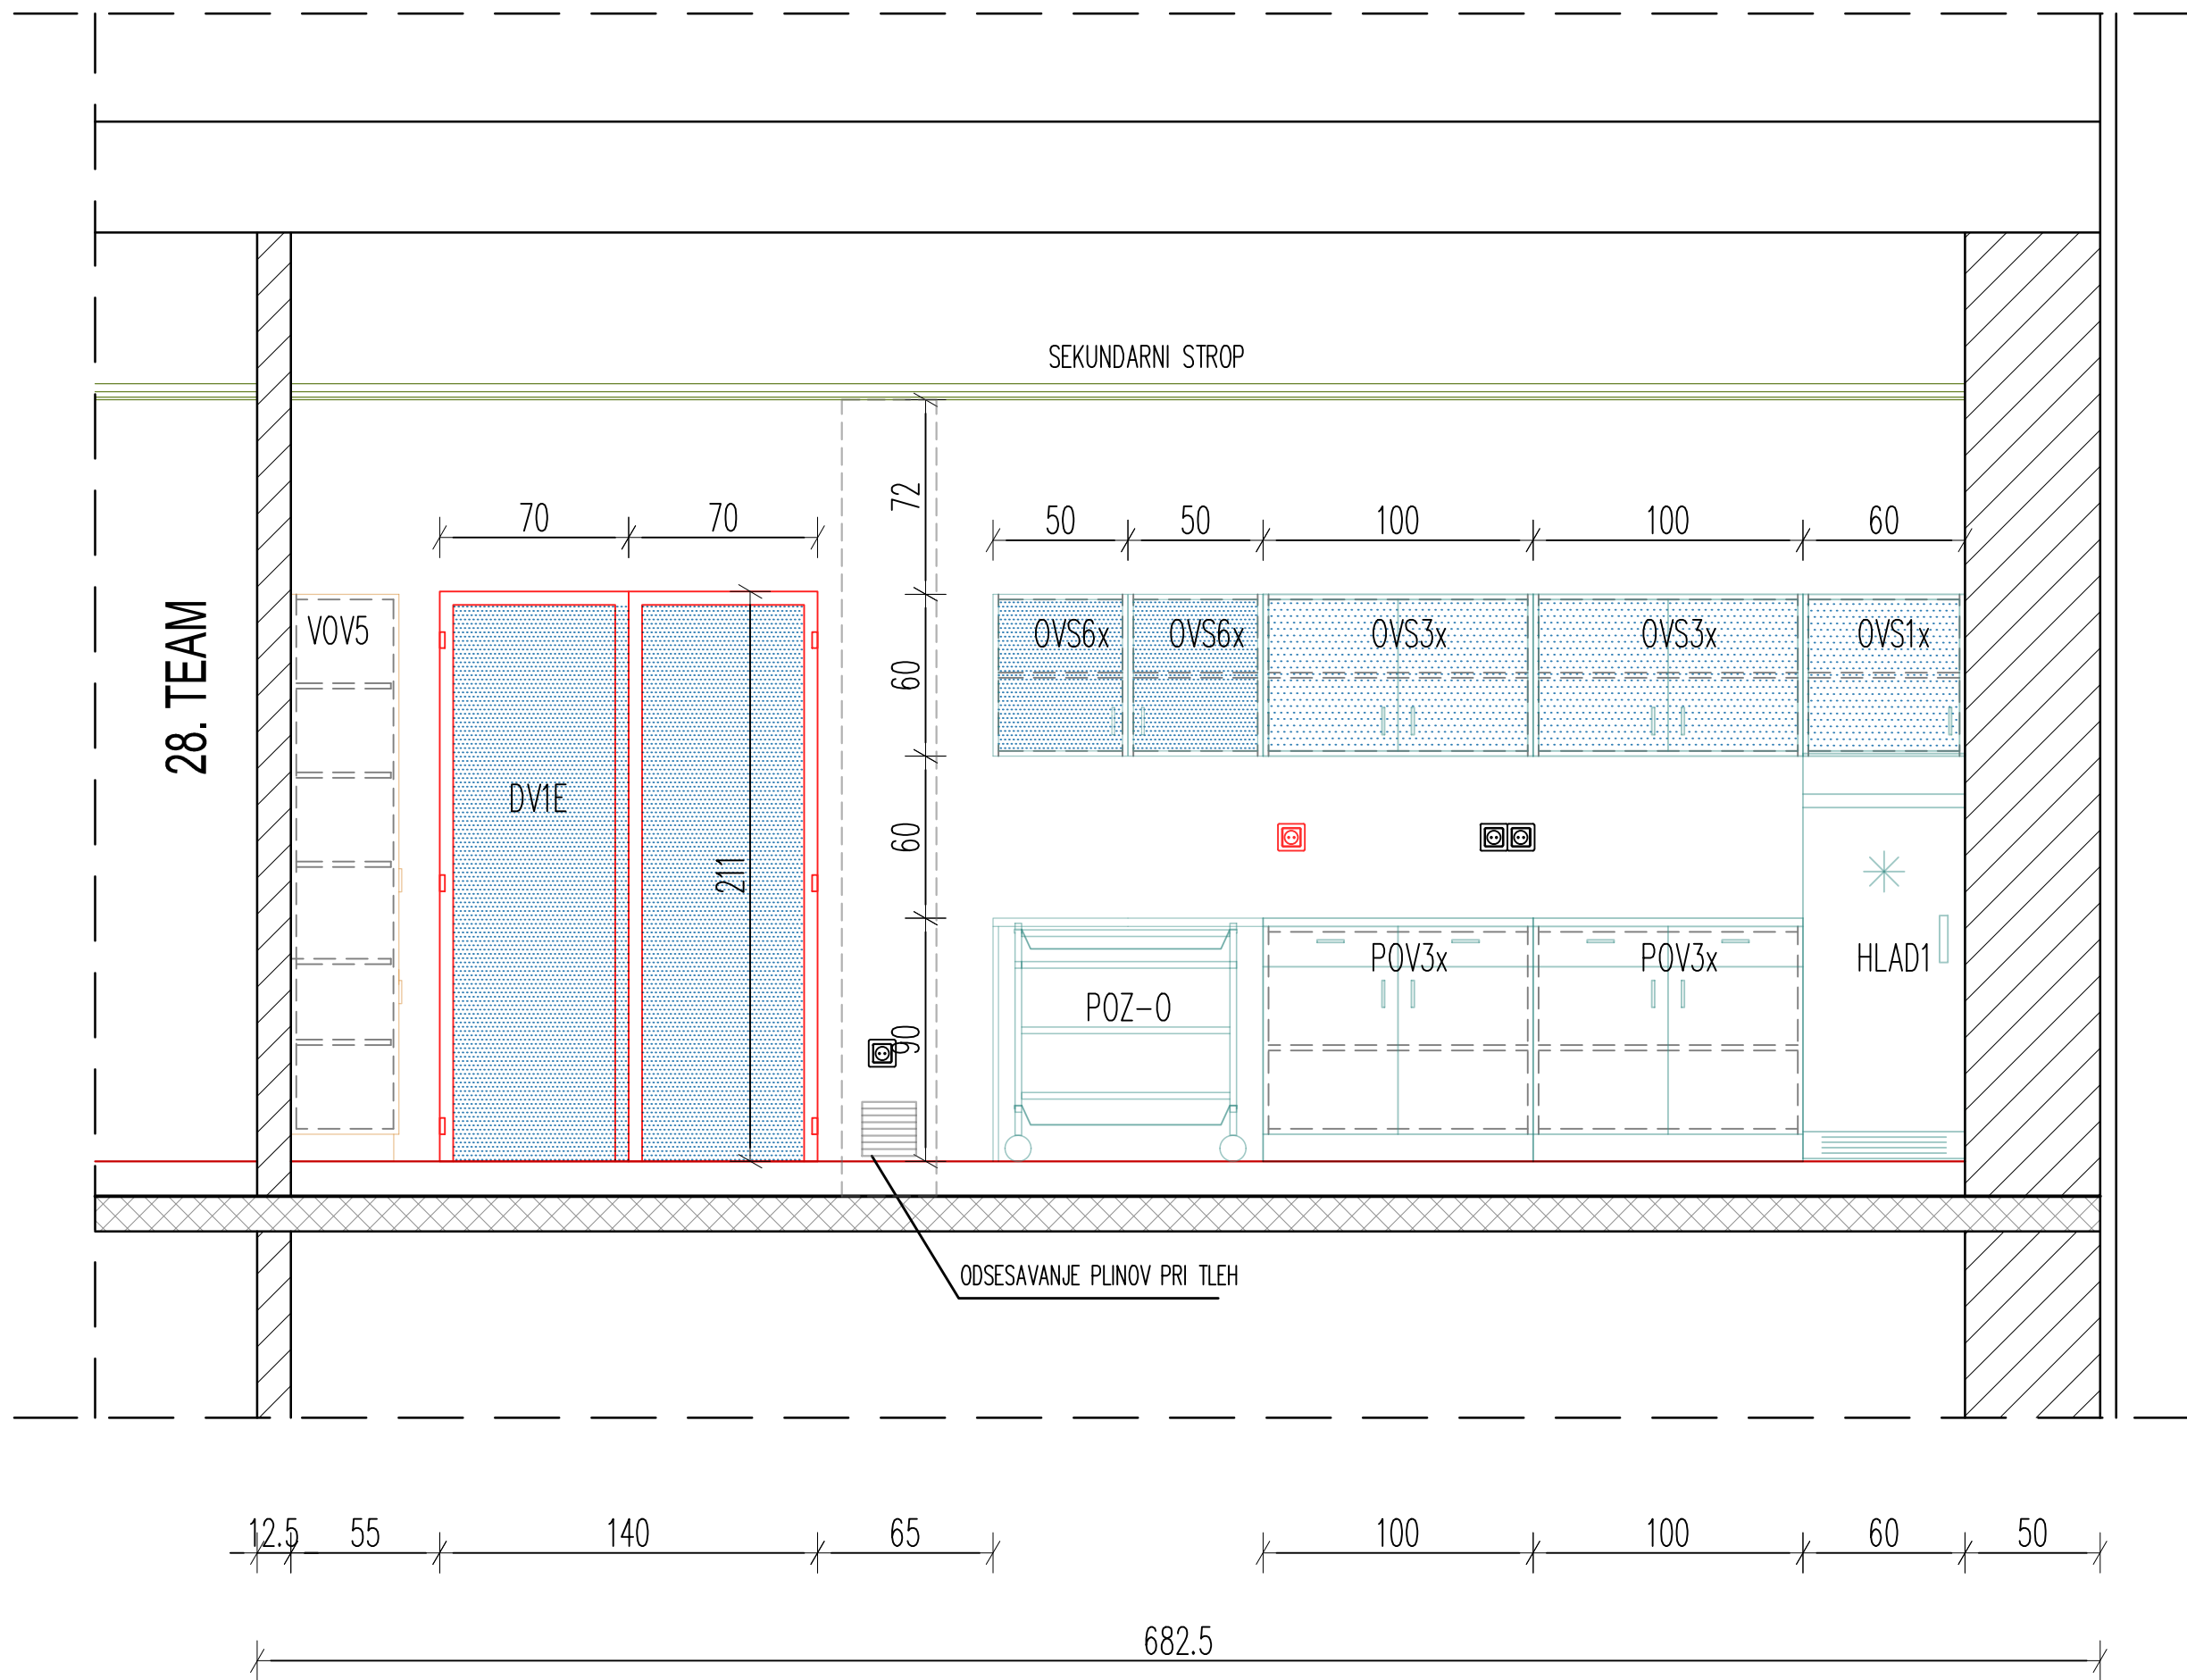 SEKUNDARNI STROP
72
70 70
50 50 100 100 60
28. TEAM
VOV5
OVS6x OVS6x OVS3x OVS3x OVS1x
60
DV1E
211
60
POV3x POV3x HLAD1
POZ-0
90
ODSESAVANJE PLINOV PRI TLEH
12.5 55 140 65 100 100 60 50
682.5